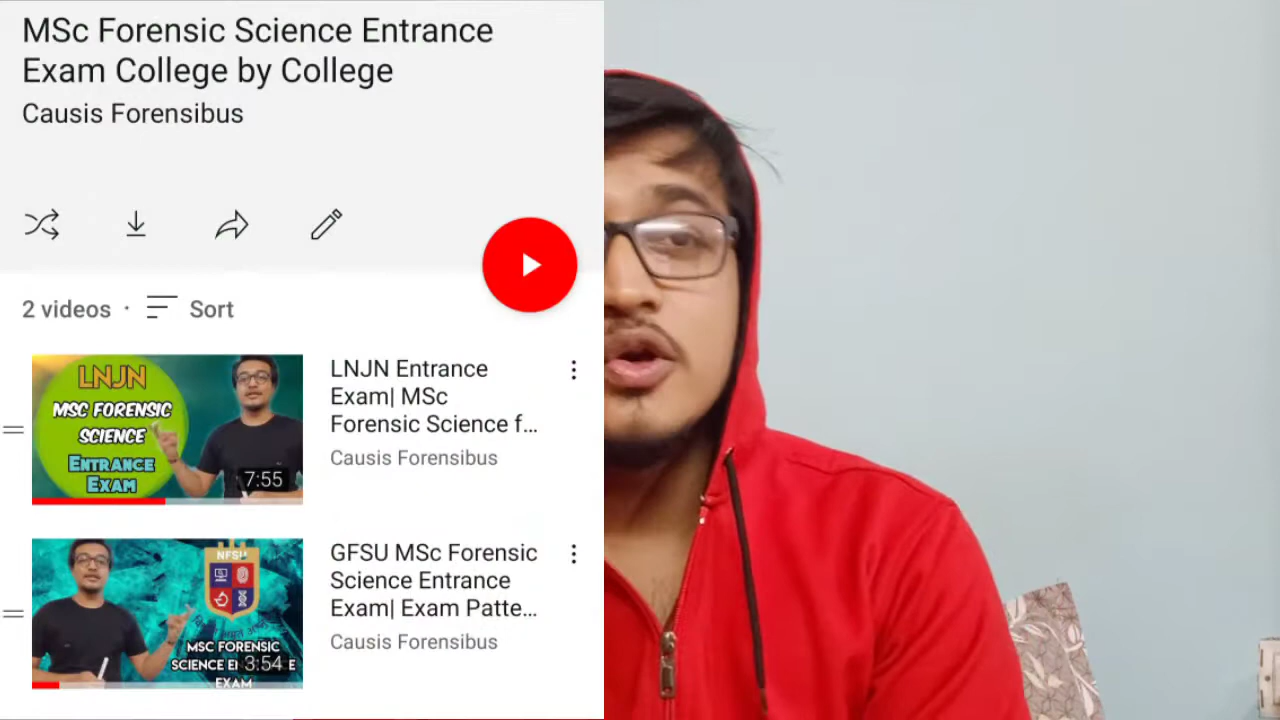 MSc Forensic Science Entrance
Exam College by College
Causis Forensibus
2 videos · Sort
LNJN
MSC FORENSIC
SCIENCE
ENTRANCE
EXAM
7:55
LNJN Entrance
Exam| MSc
Forensic Science f...
Causis Forensibus
NFSU
MSC FORENSIC
SCIENCE
EXAM
3:54
GFSU MSc Forensic
Science Entrance
Exam| Exam Patte...
Causis Forensibus